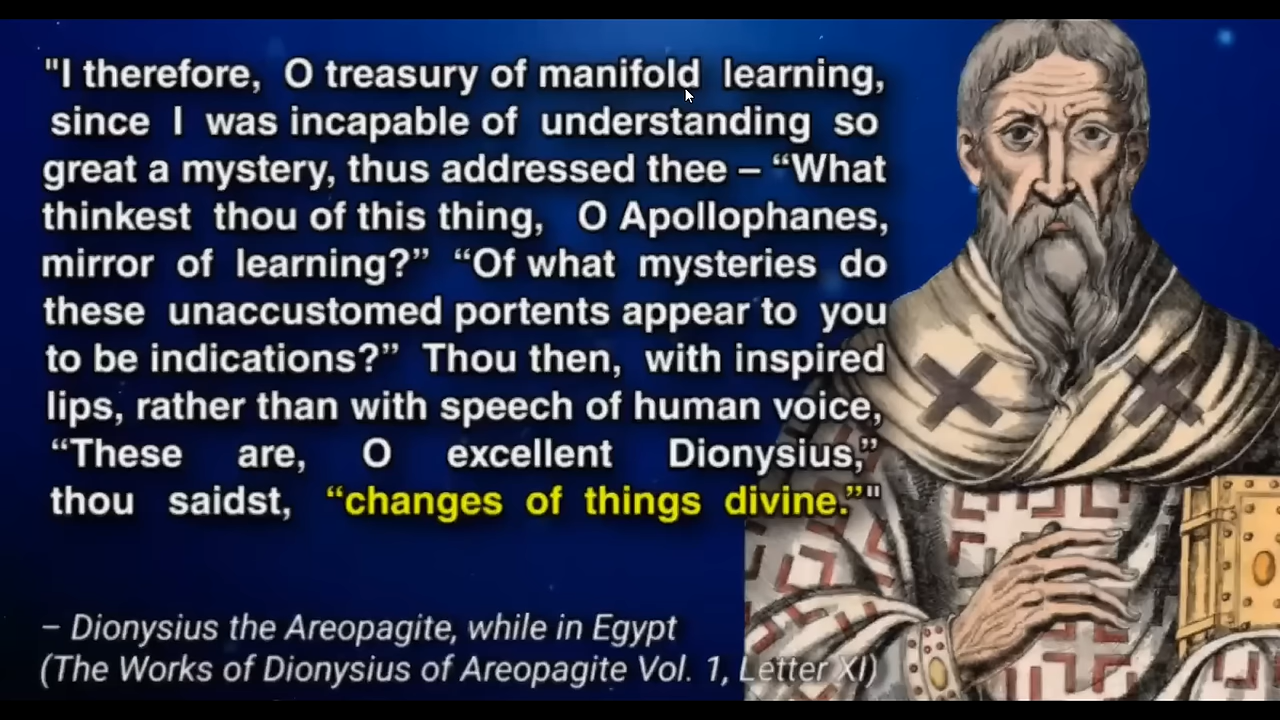 "I therefore, O treasury of manifold learning,
since I was incapable of understanding so
great a mystery, thus addressed thee – “What
thinkest thou of this thing, O Apollophanes,
mirror of learning?” “Of what mysteries do
these unaccustomed portents appear to you
to be indications?” Thou then, with inspired
lips, rather than with speech of human voice,
“These are, O excellent Dionysius,”
thou saidst, “changes of things divine.”"
– Dionysius the Areopagite, while in Egypt
(The Works of Dionysius of Areopagite Vol. 1, Letter XI)